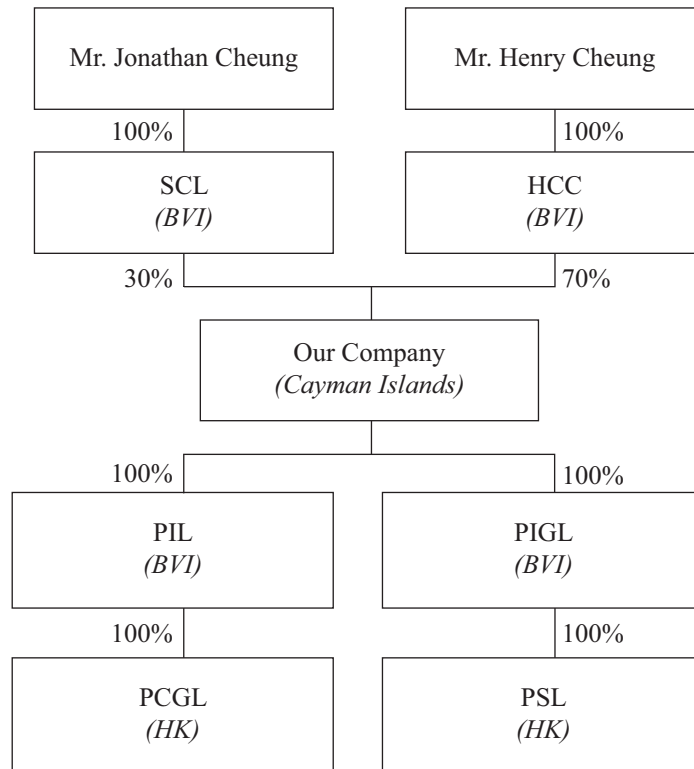 Mr. Jonathan Cheung
Mr. Henry Cheung
100%
100%
SCL
(BVI)
HCC
(BVI)
30%
70%
Our Company
(Cayman Islands)
100%
100%
PIL
(BVI)
PIGL
(BVI)
100%
100%
PCGL
(HK)
PSL
(HK)